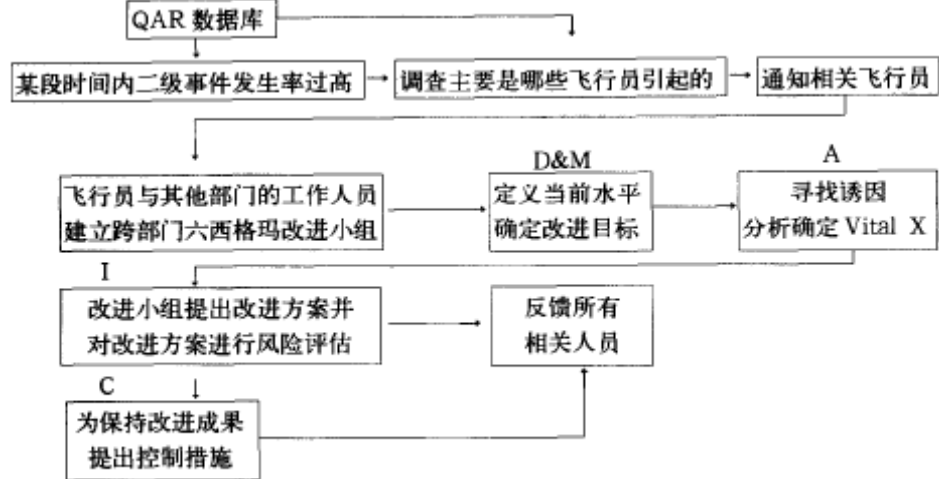 QAR 数据库
某段时间内二级事件发生率过高
调查主要是哪些飞行员引起的
通知相关飞行员
飞行员与其他部门的工作人员
建立跨部门六西格玛改进小组
D&M
定义当前水平
确定改进目标
A
寻找诱因
分析确定 Vital X
I
改进小组提出改进方案并
对改进方案进行风险评估
反馈所有
相关人员
C
为保持改进成果
提出控制措施